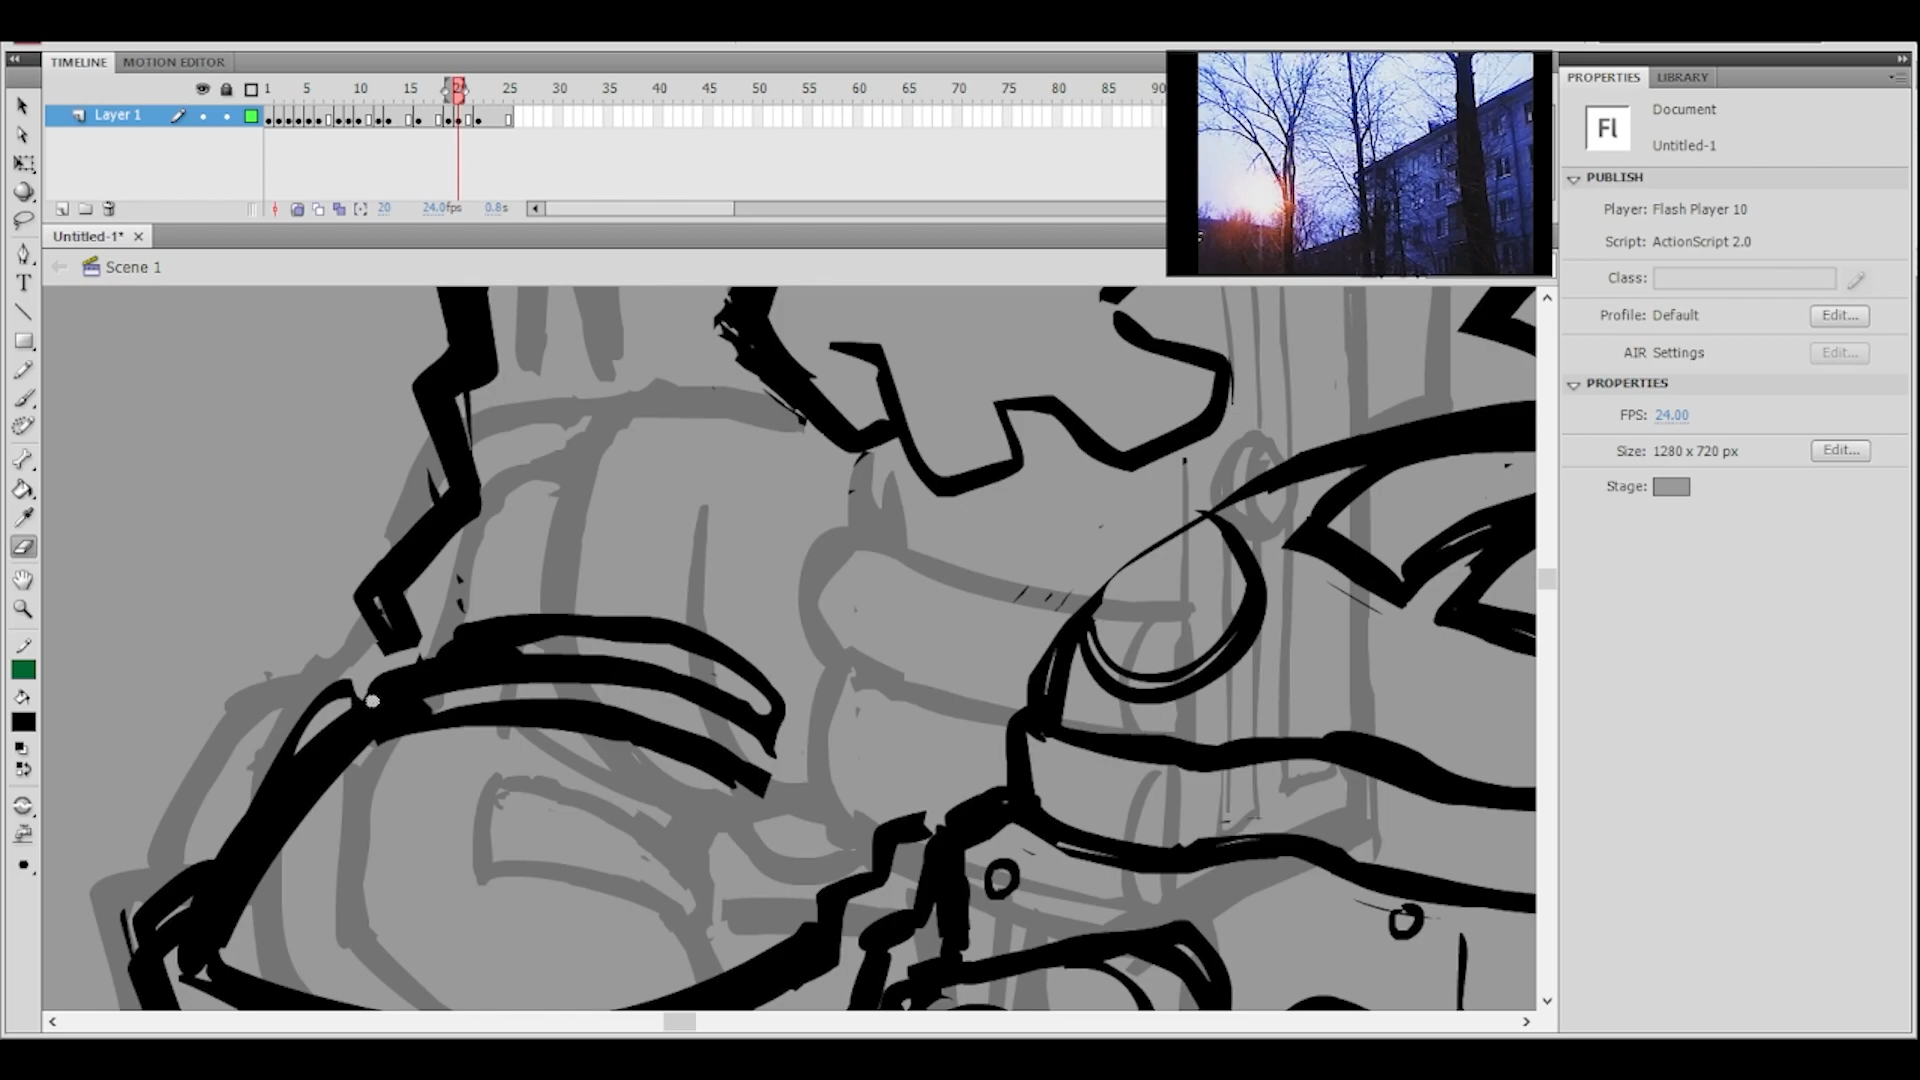 TIMELINE MOTION EDITOR
1 5 10 15 20 25 30 35 40 45 50 55 60 65 70 75 80 85 90
Layer 1
20 24.0fps 0.8s
Untitled-1*
Scene 1
PROPERTIES LIBRARY
Fl
Document
Untitled-1
PUBLISH
Player: Flash Player 10
Script: ActionScript 2.0
Class:
Profile: Default Edit...
AIR Settings Edit...
PROPERTIES
FPS: 24.00
Size: 1280 x 720 px Edit...
Stage: